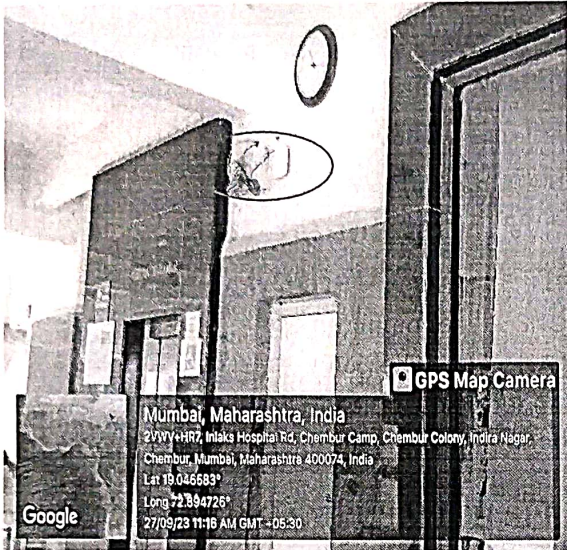 GPS Map Camera
Mumbai, Maharashtra, India
2VWV+HR7, Inlaks Hospital Rd, Chembur Camp, Chembur Colony, Indira Nagar,
Chembur, Mumbai, Maharashtra 400074, India
Lat 19.046683°
Long 72.894726°
27/09/23 11:16 AM GMT +05:30
Google